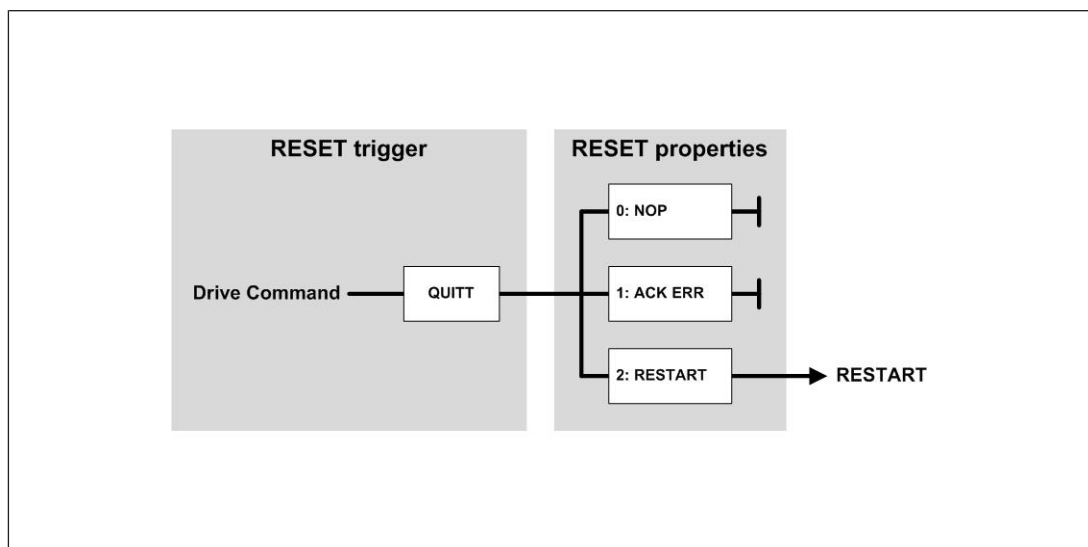 RESET trigger
RESET properties
0: NOP
Drive Command
QUITT
1: ACK ERR
2: RESTART
RESTART